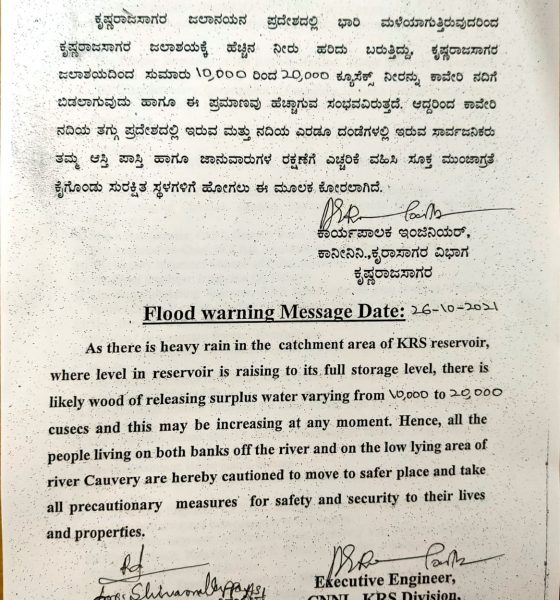 ಕೃಷ್ಣರಾಜಸಾಗರ ಜಲಾನಯನ ಪ್ರದೇಶದಲ್ಲಿ ಭಾರಿ ಮಳೆಯಾಗುತ್ತಿರುವುದರಿಂದ
ಕೃಷ್ಣರಾಜಸಾಗರ ಜಲಾಶಯಕ್ಕೆ ಹೆಚ್ಚಿನ ನೀರು ಹರಿದು ಬರುತ್ತಿದ್ದು, ಕೃಷ್ಣರಾಜಸಾಗರ
ಜಲಾಶಯದಿಂದ ಸುಮಾರು 10,000 ರಿಂದ 20,000 ಕ್ಯೂಸೆಕ್ಸ್ ನೀರನ್ನು ಕಾವೇರಿ ನದಿಗೆ
ಬಿಡಲಾಗುವುದು ಹಾಗೂ ಈ ಪ್ರಮಾಣವು ಹೆಚ್ಚಾಗುವ ಸಂಭವವಿರುತ್ತದೆ. ಆದ್ದರಿಂದ ಕಾವೇರಿ
ನದಿಯ ತಗ್ಗು ಪ್ರದೇಶದಲ್ಲಿ ಇರುವ ಮತ್ತು ನದಿಯ ಎರಡೂ ದಂಡೆಗಳಲ್ಲಿ ಇರುವ ಸಾರ್ವಜನಿಕರು
ತಮ್ಮ ಆಸ್ತಿ ಪಾಸ್ತಿ ಹಾಗೂ ಜಾನುವಾರುಗಳ ರಕ್ಷಣೆಗೆ ಎಚ್ಚರಿಕೆ ವಹಿಸಿ ಸೂಕ್ತ ಮುಂಜಾಗ್ರತೆ
ಕೈಗೊಂಡು ಸುರಕ್ಷಿತ ಸ್ಥಳಗಳಿಗೆ ಹೋಗಲು ಈ ಮೂಲಕ ಕೋರಲಾಗಿದೆ.
ಕಾರ್ಯಪಾಲಕ ಇಂಜಿನಿಯರ್,
ಕಾನೀನಿನಿ.,ಕೃರಾಸಾಗರ ವಿಭಾಗ
ಕೃಷ್ಣರಾಜಸಾಗರ
Flood warning Message Date: 26-10-2021
As there is heavy rain in the catchment area of KRS reservoir,
where level in reservoir is raising to its full storage level, there is
likely wood of releasing surplus water varying from 10,000 to 20,000
cusecs and this may be increasing at any moment. Hence, all the
people living on both banks off the river and on the low lying area of
river Cauvery are hereby cautioned to move to safer place and take
all precautionary measures for safety and security to their lives
and properties.
Executive Engineer,
CNNL, KRS Division,